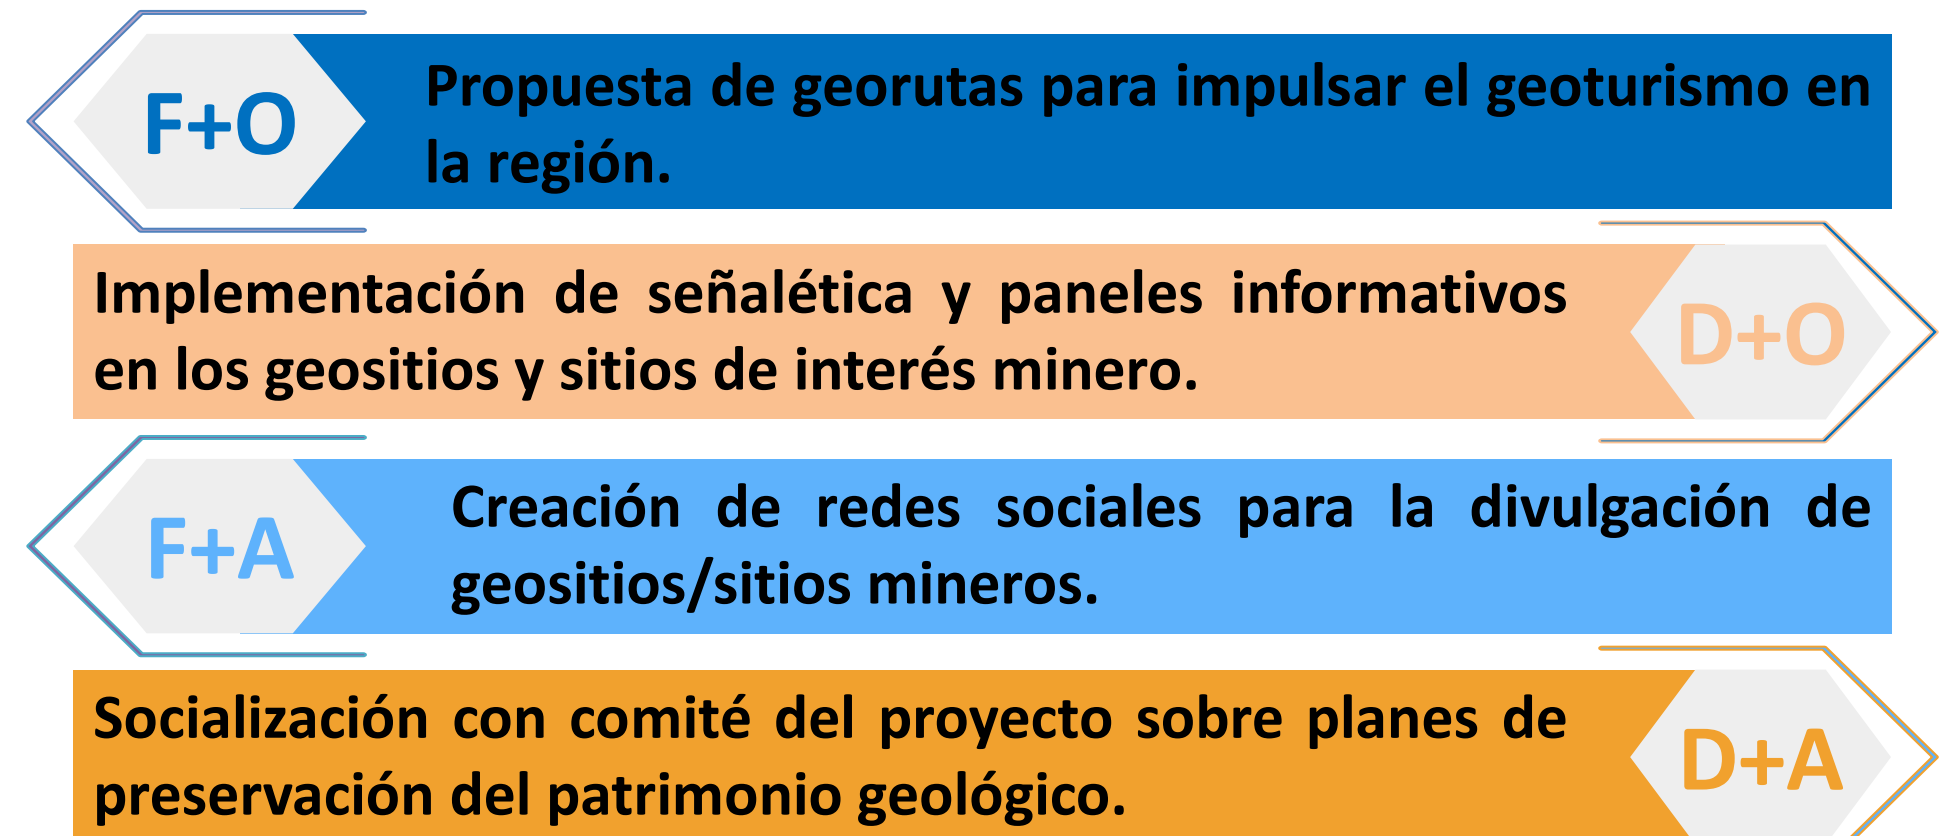 F+O
Propuesta de georutas para impulsar el geoturismo en
la región.
Implementación de señalética y paneles informativos
en los geositios y sitios de interés minero.
D+O
F+A
Creación de redes sociales para la divulgación de
geositios/sitios mineros.
Socialización con comité del proyecto sobre planes de
preservación del patrimonio geológico.
D+A